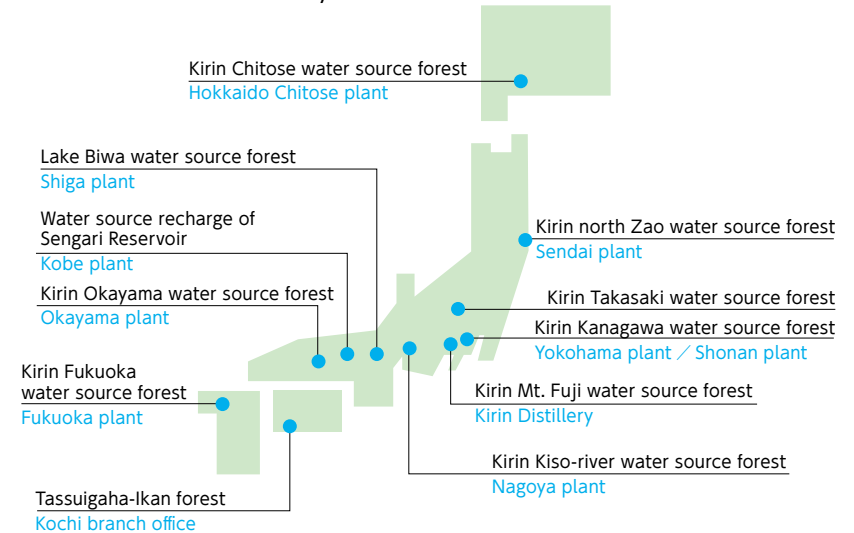 Kirin Chitose water source forest
Hokkaido Chitose plant
Lake Biwa water source forest
Shiga plant
Water source recharge of
Sengari Reservoir
Kobe plant
Kirin Okayama water source forest
Okayama plant
Kirin Fukuoka
water source forest
Fukuoka plant
Tassuigaha-Ikan forest
Kochi branch office
Kirin north Zao water source forest
Sendai plant
Kirin Takasaki water source forest
Kirin Kanagawa water source forest
Yokohama plant／Shonan plant
Kirin Mt. Fuji water source forest
Kirin Distillery
Kirin Kiso-river water source forest
Nagoya plant